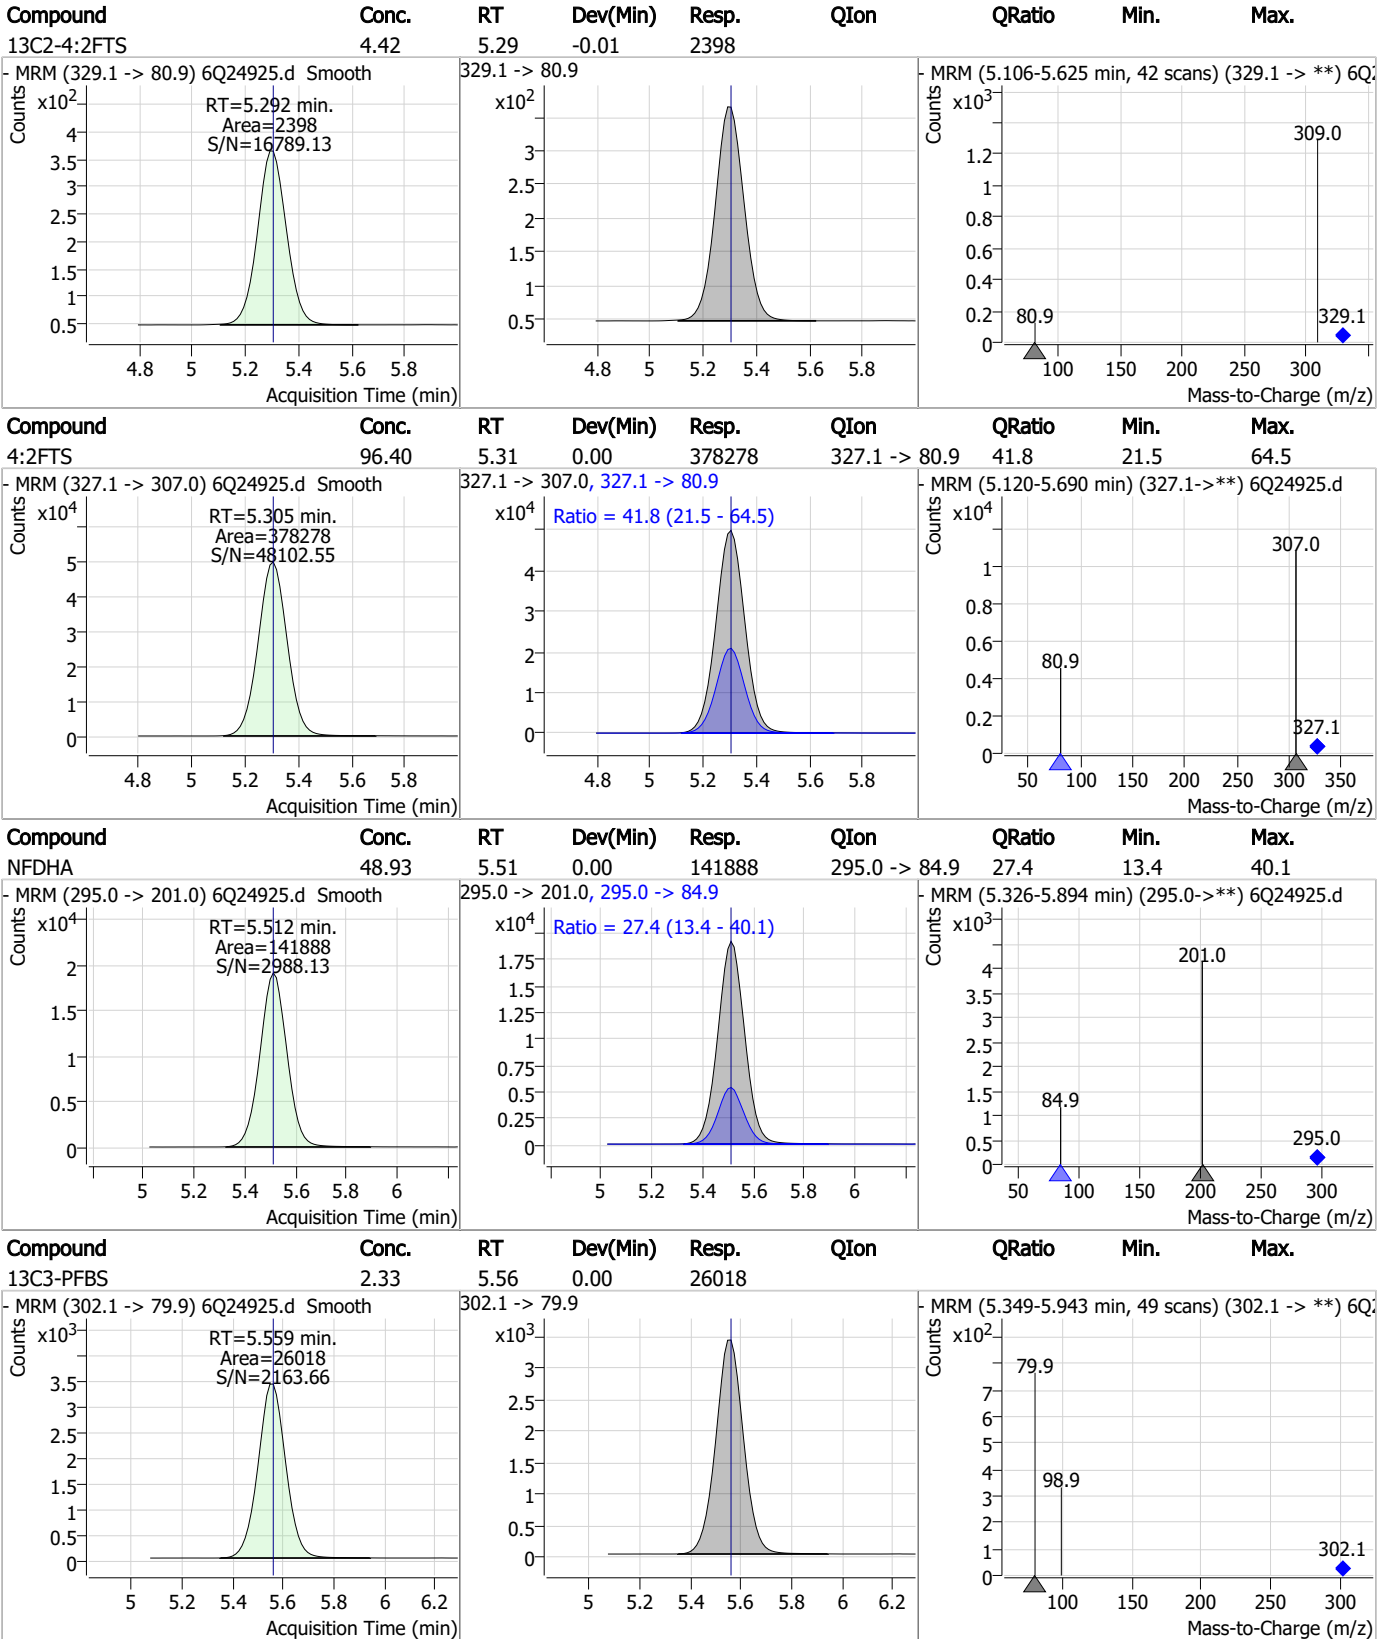 Compound Conc. RT Dev(Min) Resp. QIon QRatio Min. Max.
13C2-4:2FTS 4.42 5.29 -0.01 2398
- MRM (329.1 -> 80.9) 6Q24925.d Smooth
329.1 -> 80.9
- MRM (5.106-5.625 min, 42 scans) (329.1 -> **) 6Q2
Counts
x10^2
RT=5.292 min.
Area=2398
S/N=16789.13
4
3.5
3
2.5
2
1.5
1
0.5
4.8 5 5.2 5.4 5.6 5.8
Acquisition Time (min)
x10^2
3
2.5
2
1.5
1
0.5
4.8 5 5.2 5.4 5.6 5.8
Counts
x10^3
309.0
1.2
1
0.8
0.6
0.4
0.2
0
80.9
329.1
100 150 200 250 300
Mass-to-Charge (m/z)
Compound Conc. RT Dev(Min) Resp. QIon QRatio Min. Max.
4:2FTS 96.40 5.31 0.00 378278 327.1 -> 80.9 41.8 21.5 64.5
- MRM (327.1 -> 307.0) 6Q24925.d Smooth
327.1 -> 307.0, 327.1 -> 80.9
- MRM (5.120-5.690 min) (327.1->**) 6Q24925.d
Counts
x10^4
RT=5.305 min.
Area=378278
S/N=48102.55
5
4
3
2
1
0
4.8 5 5.2 5.4 5.6 5.8
Acquisition Time (min)
x10^4
Ratio = 41.8 (21.5 - 64.5)
4
3
2
1
0
4.8 5 5.2 5.4 5.6 5.8
Counts
x10^4
307.0
1
0.8
0.6
0.4
0.2
0
80.9
327.1
50 100 150 200 250 300 350
Mass-to-Charge (m/z)
Compound Conc. RT Dev(Min) Resp. QIon QRatio Min. Max.
NFDHA 48.93 5.51 0.00 141888 295.0 -> 84.9 27.4 13.4 40.1
- MRM (295.0 -> 201.0) 6Q24925.d Smooth
295.0 -> 201.0, 295.0 -> 84.9
- MRM (5.326-5.894 min) (295.0->**) 6Q24925.d
Counts
x10^4
RT=5.512 min.
Area=141888
S/N=2988.13
2
1.5
1
0.5
0
5 5.2 5.4 5.6 5.8 6
Acquisition Time (min)
x10^4
Ratio = 27.4 (13.4 - 40.1)
1.75
1.5
1.25
1
0.75
0.5
0.25
0
5 5.2 5.4 5.6 5.8 6
Counts
x10^3
201.0
4
3.5
3
2.5
2
1.5
1
0.5
0
84.9
295.0
50 100 150 200 250 300
Mass-to-Charge (m/z)
Compound Conc. RT Dev(Min) Resp. QIon QRatio Min. Max.
13C3-PFBS 2.33 5.56 0.00 26018
- MRM (302.1 -> 79.9) 6Q24925.d Smooth
302.1 -> 79.9
- MRM (5.349-5.943 min, 49 scans) (302.1 -> **) 6Q2
Counts
x10^3
RT=5.559 min.
Area=26018
S/N=2163.66
3.5
3
2.5
2
1.5
1
0.5
0
5 5.2 5.4 5.6 5.8 6 6.2
Acquisition Time (min)
x10^3
3
2.5
2
1.5
1
0.5
0
5 5.2 5.4 5.6 5.8 6 6.2
Counts
x10^2
79.9
7
6
5
4
3
2
1
0
98.9
302.1
100 150 200 250 300
Mass-to-Charge (m/z)